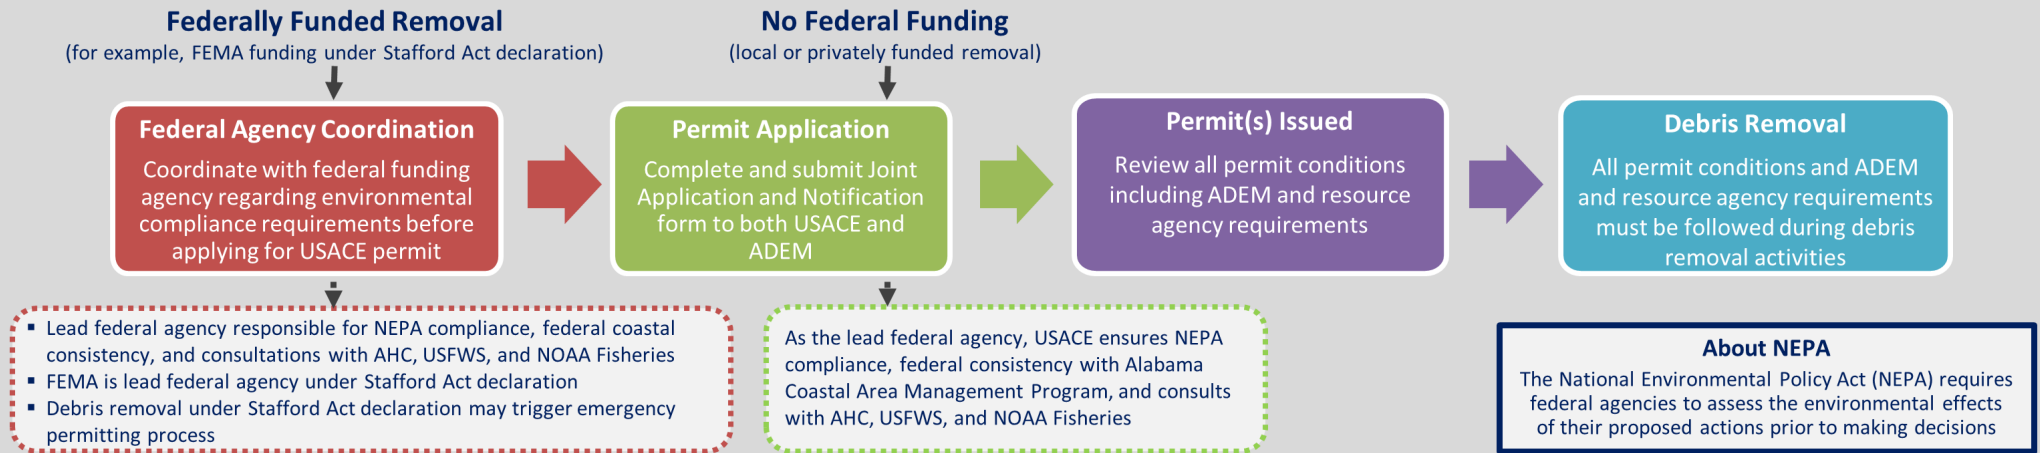 Federally Funded Removal
(for example, FEMA funding under Stafford Act declaration)
No Federal Funding
(local or privately funded removal)
Federal Agency Coordination
Coordinate with federal funding
agency regarding environmental
compliance requirements before
applying for USACE permit
Permit Application
Complete and submit Joint
Application and Notification
form to both USACE and
ADEM
Permit(s) Issued
Review all permit conditions
including ADEM and resource
agency requirements
Debris Removal
All permit conditions and ADEM
and resource agency requirements
must be followed during debris
removal activities
▪ Lead federal agency responsible for NEPA compliance, federal coastal
consistency, and consultations with AHC, USFWS, and NOAA Fisheries
▪ FEMA is lead federal agency under Stafford Act declaration
▪ Debris removal under Stafford Act declaration may trigger emergency
permitting process
As the lead federal agency, USACE ensures NEPA
compliance, federal consistency with Alabama
Coastal Area Management Program, and consults
with AHC, USFWS, and NOAA Fisheries
About NEPA
The National Environmental Policy Act (NEPA) requires
federal agencies to assess the environmental effects
of their proposed actions prior to making decisions